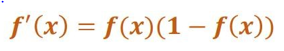 f'(x) = f(x)(1 − f(x))